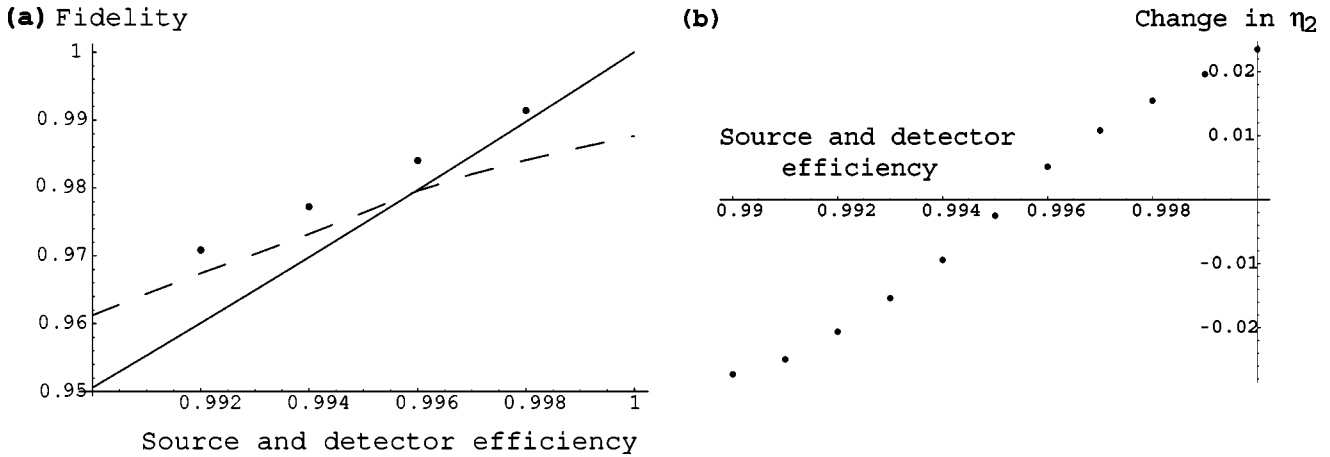 (a) Fidelity
1
0.99
0.98
0.97
0.96
0.95
0.992 0.994 0.996 0.998 1
Source and detector efficiency
(b) Change in η2
0.02
0.01
Source and detector
efficiency
0.99 0.992 0.994 0.996 0.998
-0.01
-0.02